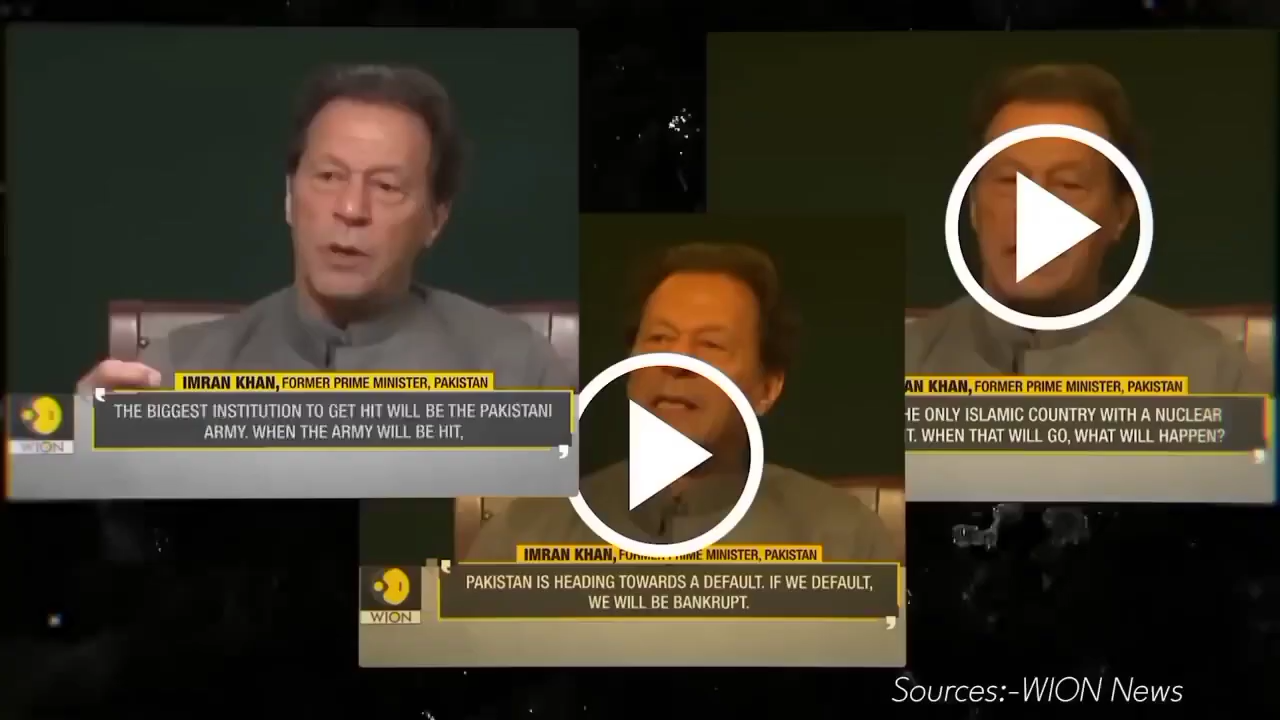 IMRAN KHAN, FORMER PRIME MINISTER, PAKISTAN
THE BIGGEST INSTITUTION TO GET HIT WILL BE THE PAKISTANI
ARMY. WHEN THE ARMY WILL BE HIT,
WION
AN KHAN, FORMER PRIME MINISTER, PAKISTAN
HE ONLY ISLAMIC COUNTRY WITH A NUCLEAR
T. WHEN THAT WILL GO, WHAT WILL HAPPEN?
IMRAN KHAN, FORMER PRIME MINISTER, PAKISTAN
PAKISTAN IS HEADING TOWARDS A DEFAULT. IF WE DEFAULT,
WE WILL BE BANKRUPT.
WION
Sources:-WION News